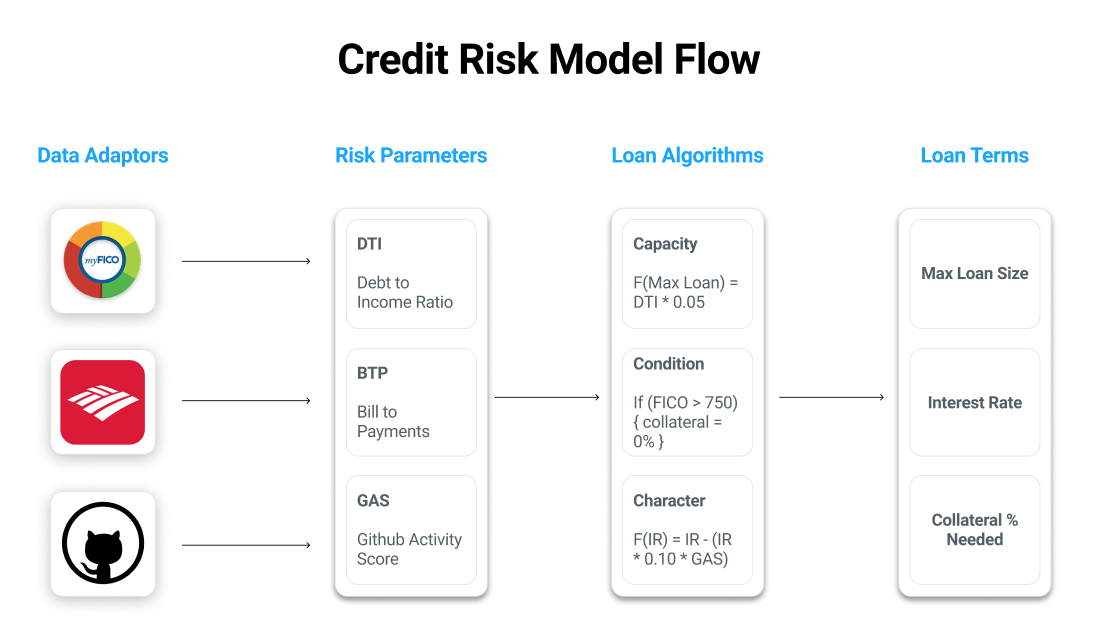 Credit Risk Model Flow
Data Adaptors
Risk Parameters
Loan Algorithms
Loan Terms
myFICO
DTI
Debt to
Income Ratio
BTP
Bill to
Payments
GAS
Github Activity
Score
Capacity
F(Max Loan) =
DTI * 0.05
Condition
If (FICO > 750)
{ collateral =
0% }
Character
F(IR) = IR - (IR
* 0.10 * GAS)
Max Loan Size
Interest Rate
Collateral %
Needed